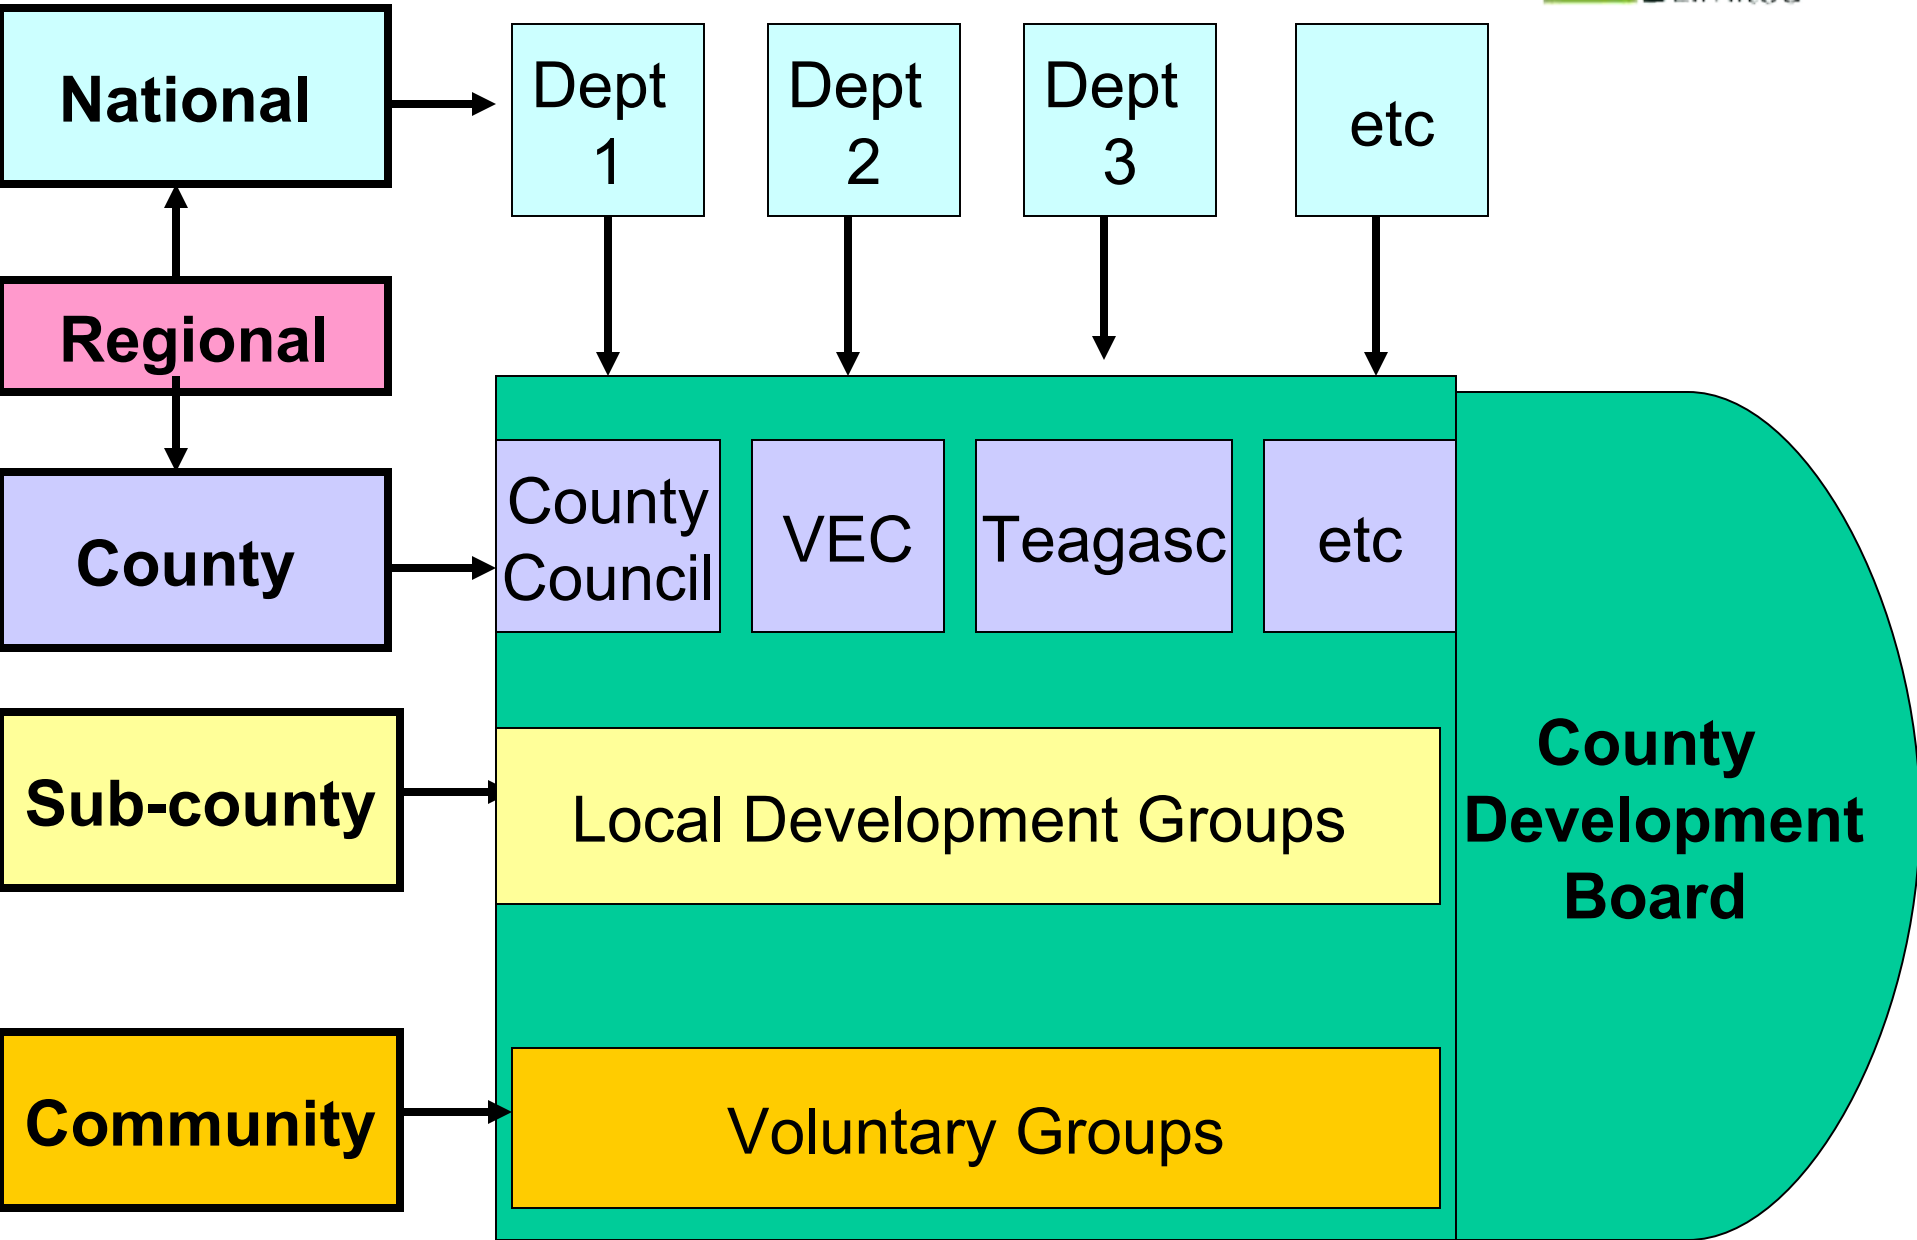 National
Dept
1
Dept
2
Dept
3
etc
Regional
County
County
Council
VEC
Teagasc
etc
Sub-county
Local Development Groups
County
Development
Board
Community
Voluntary Groups